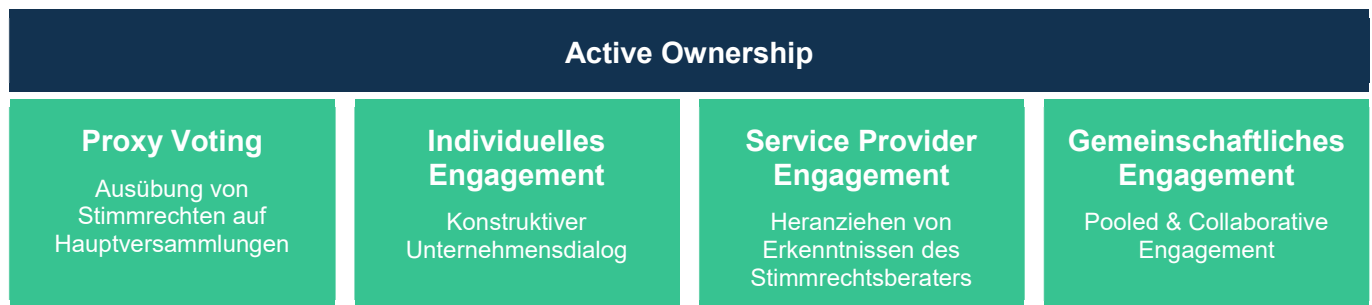 Active Ownership
Proxy Voting
Ausübung von
Stimmrechten auf
Hauptversammlungen
Individuelles
Engagement
Konstruktiver
Unternehmensdialog
Service Provider
Engagement
Heranziehen von
Erkenntnissen des
Stimmrechtsberaters
Gemeinschaftliches
Engagement
Pooled & Collaborative
Engagement